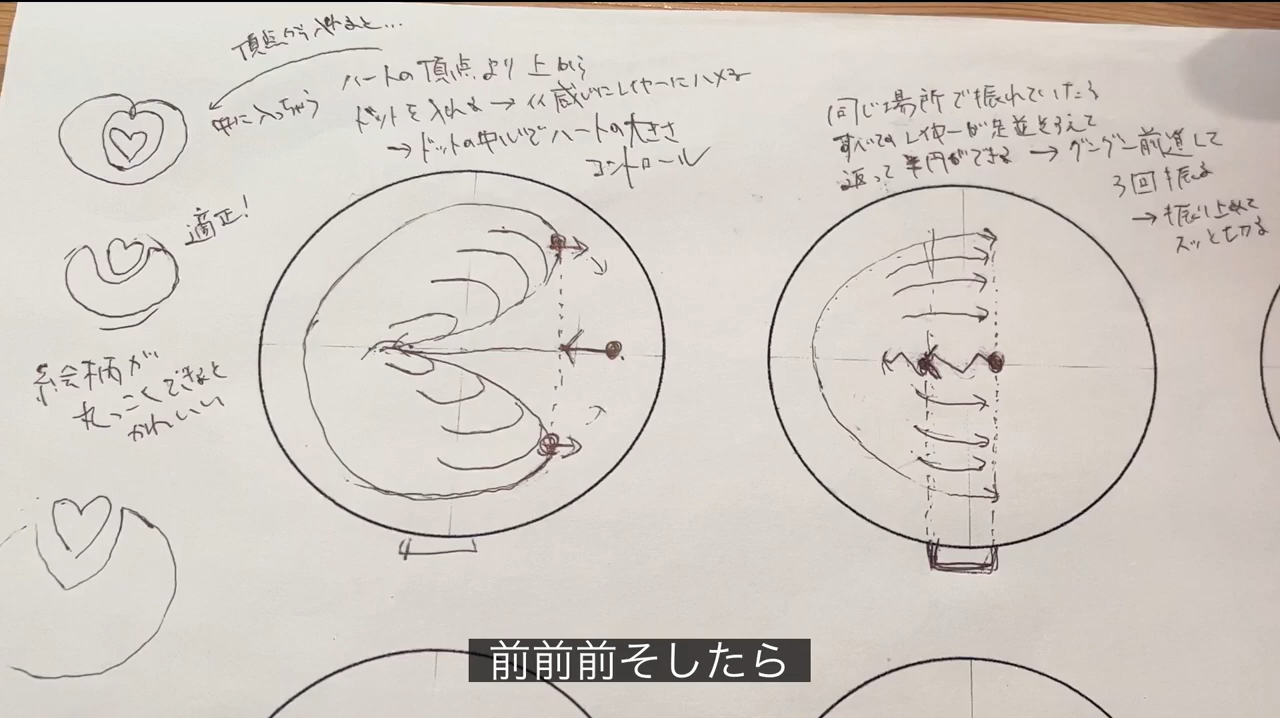 頂点から入れると…
中に入っちゃう
ハートの頂点より上から
ドットを入れる→イイ感じにレイヤーにハメる
→ドットの中心でハートの大きさ
コントロール
適正!
絵柄が
丸っこくできると
かわいい
同じ場所で振れていたら
すべてのレイヤーが足並そろえて
返って半円ができる→グングン前進して
3回振る
→振り止めて
スッと切る
前前前そしたら